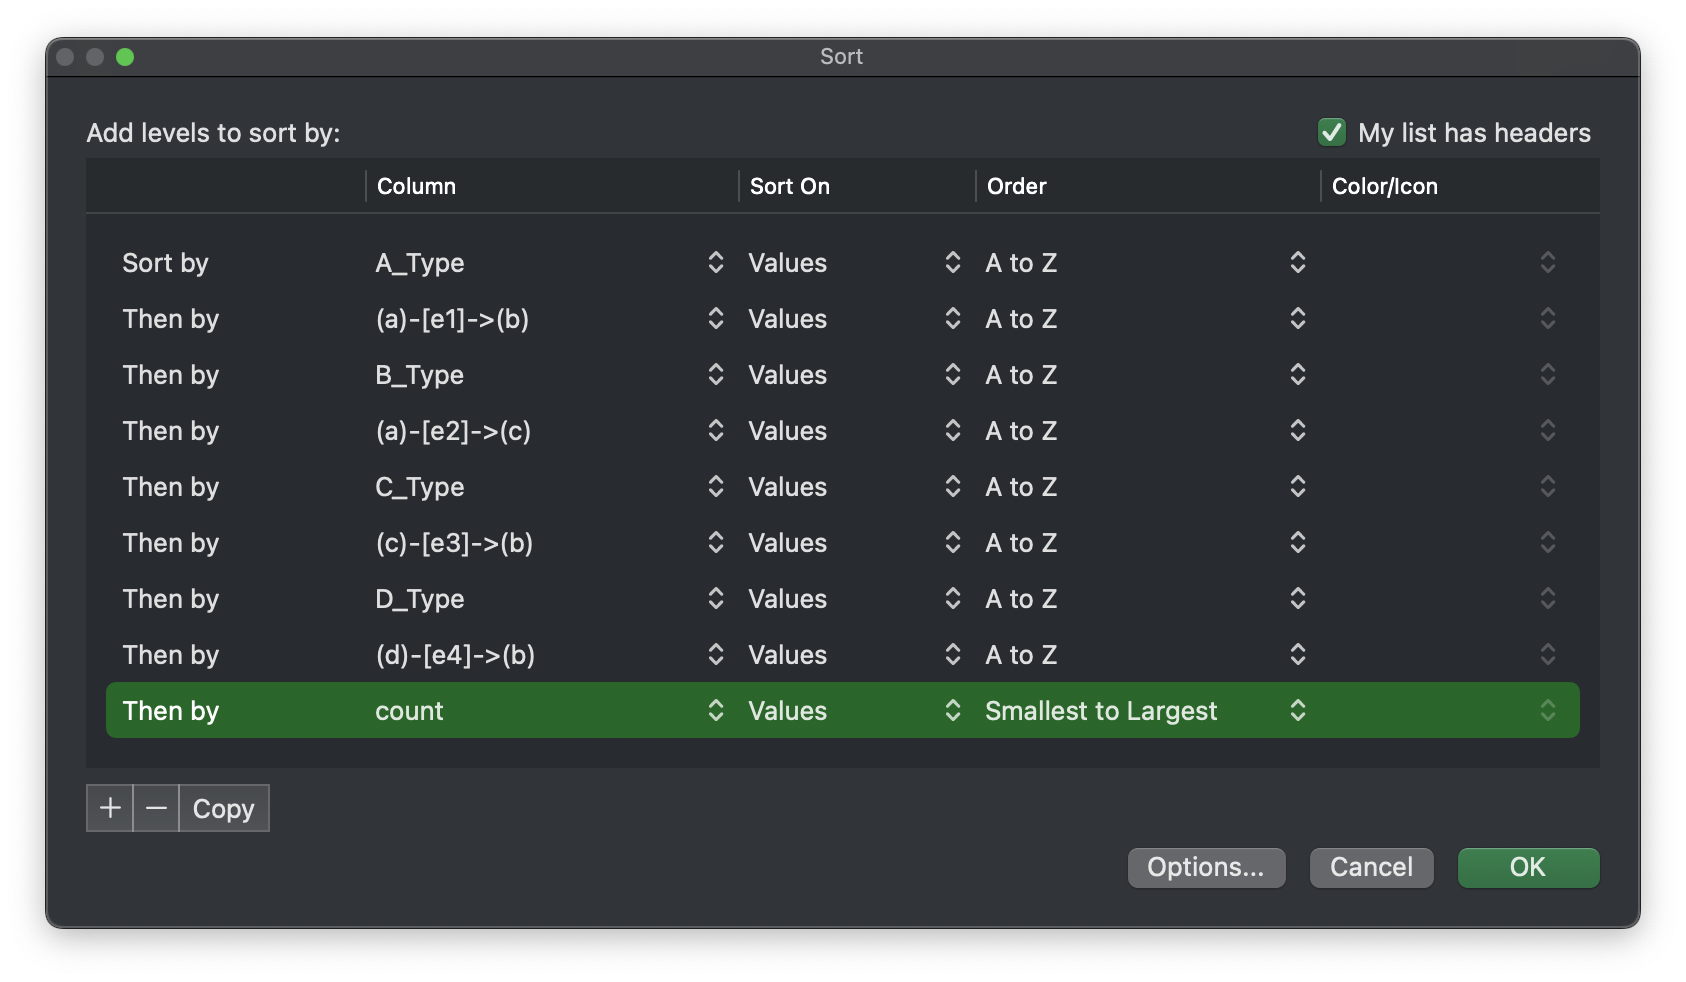 Sort
Add levels to sort by: My list has headers
Column Sort On Order Color/Icon
Sort by A_Type Values A to Z
Then by (a)-[e1]->(b) Values A to Z
Then by B_Type Values A to Z
Then by (a)-[e2]->(c) Values A to Z
Then by C_Type Values A to Z
Then by (c)-[e3]->(b) Values A to Z
Then by D_Type Values A to Z
Then by (d)-[e4]->(b) Values A to Z
Then by count Values Smallest to Largest
+ − Copy
Options... Cancel OK